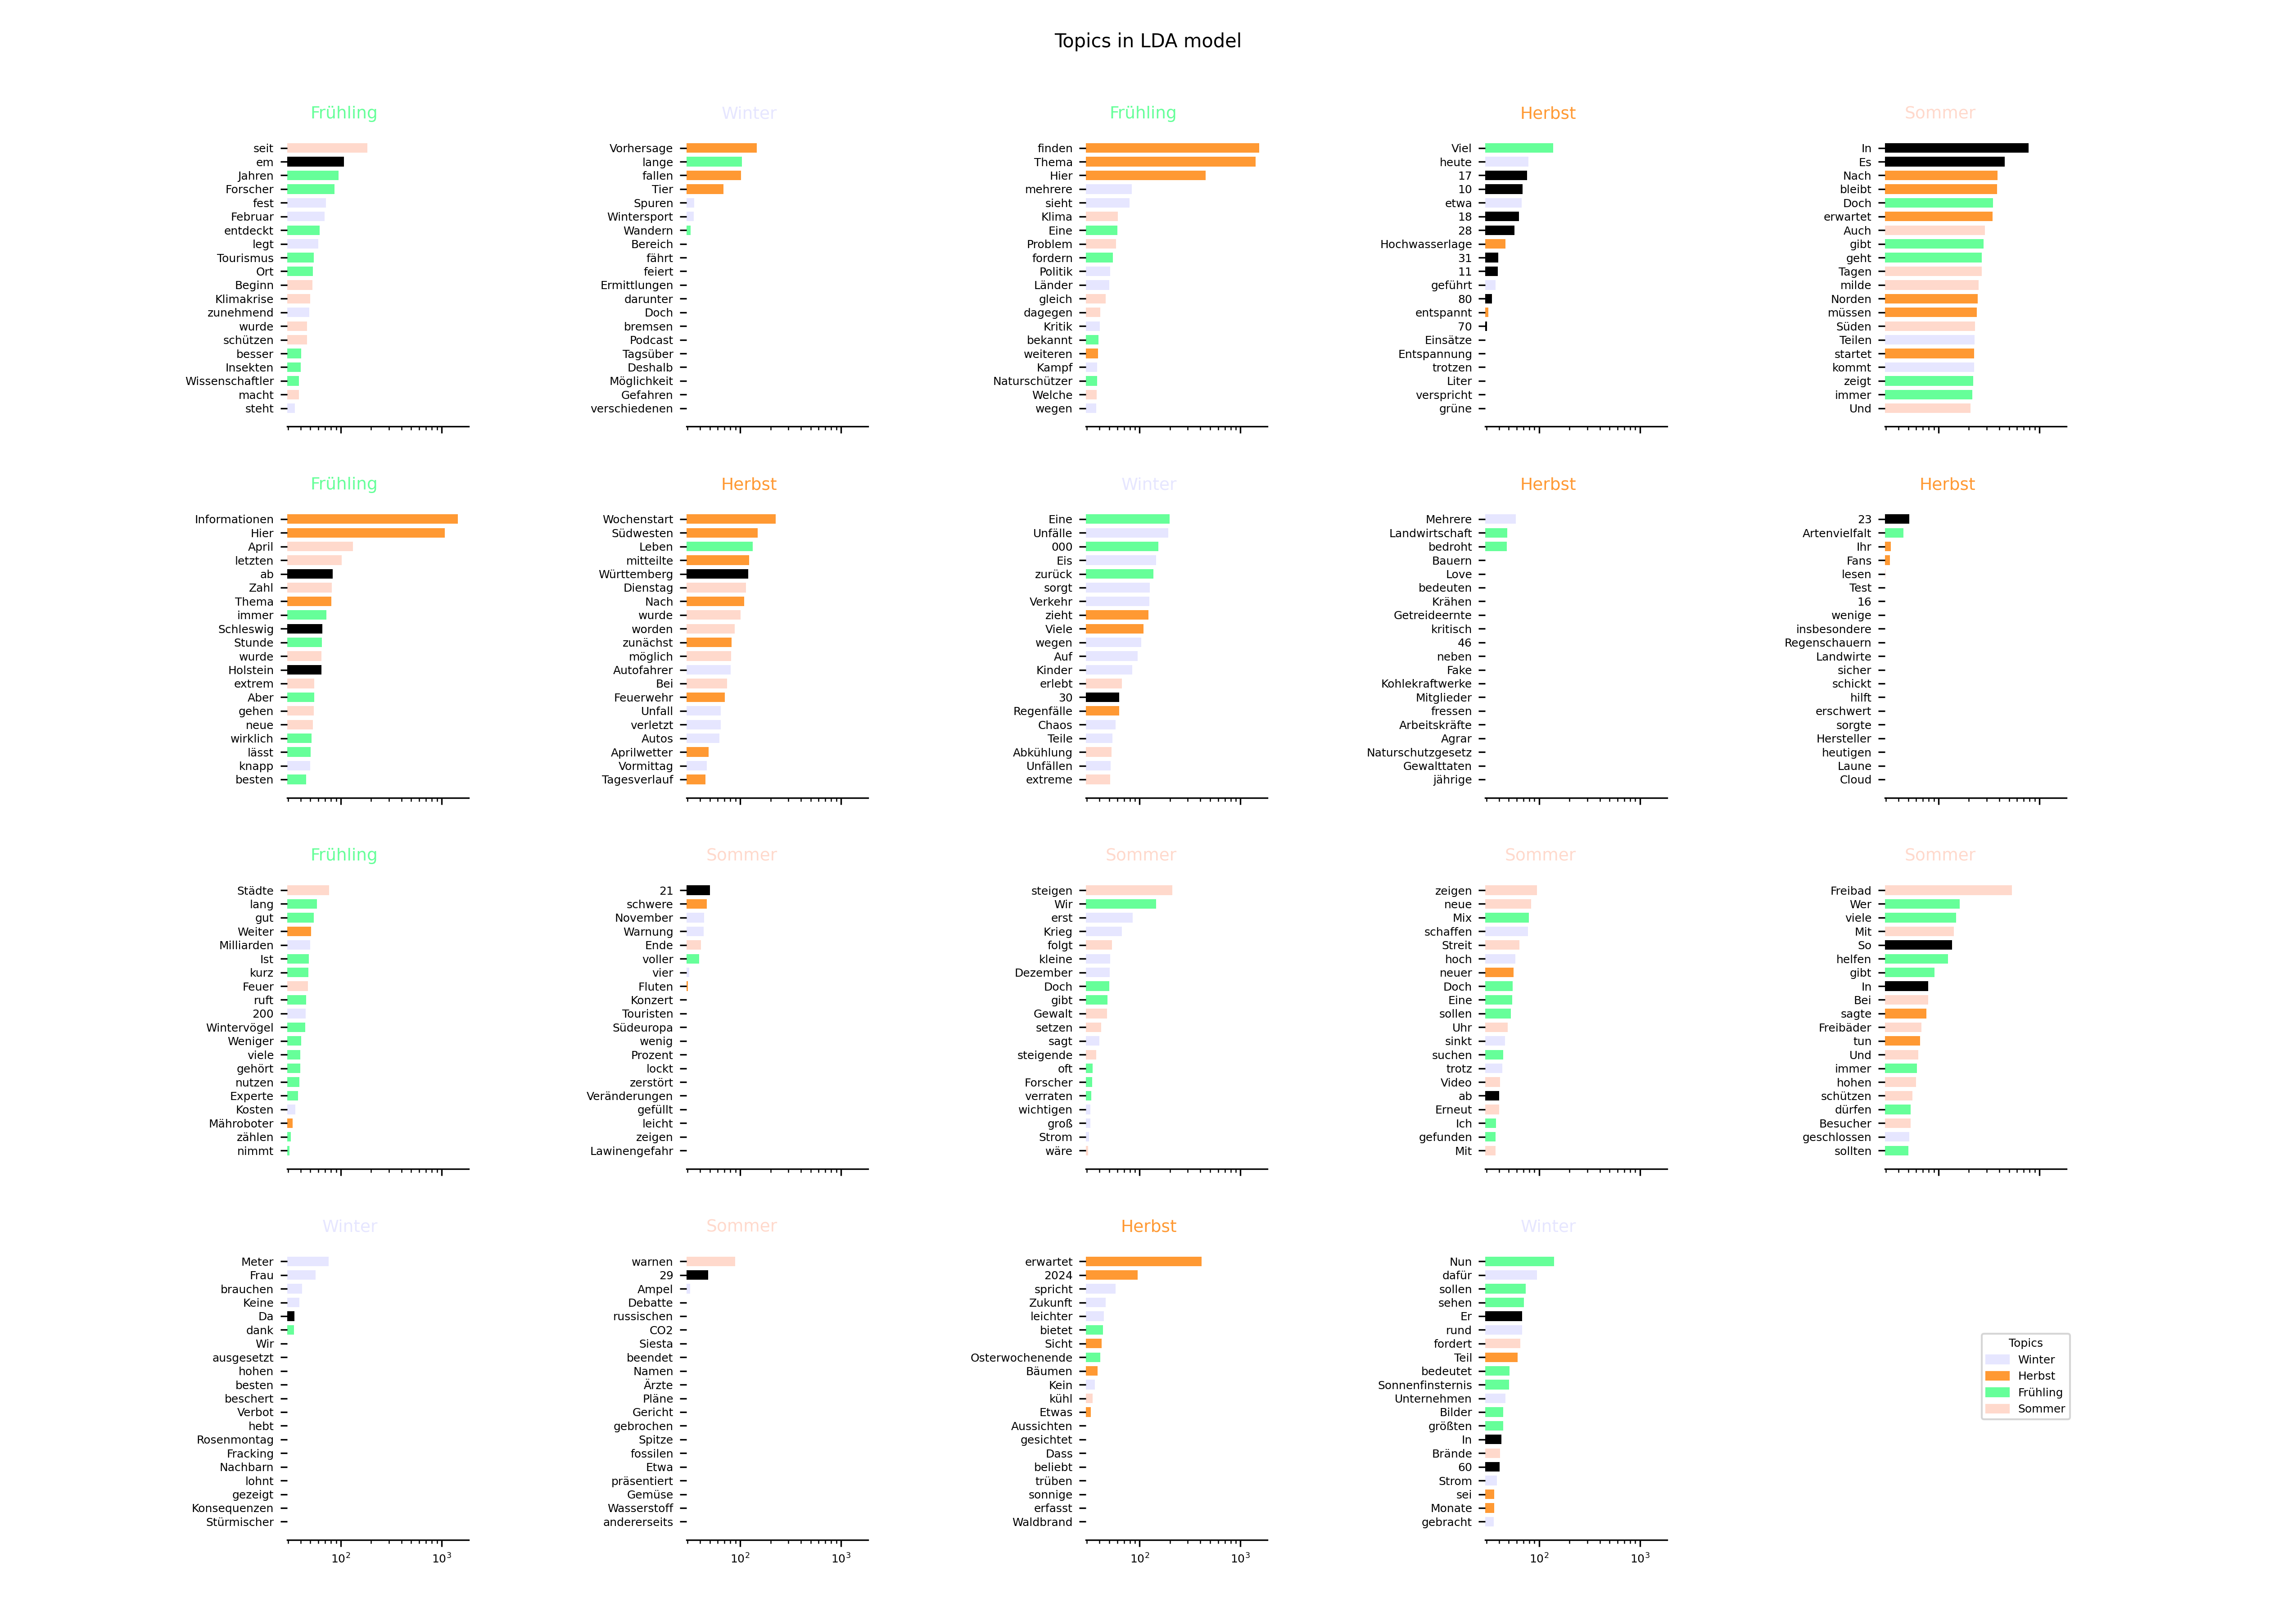 Topics in LDA model
Frühling
seit
em
Jahren
Forscher
fest
Februar
entdeckt
legt
Tourismus
Ort
Beginn
Klimakrise
zunehmend
wurde
schützen
besser
Insekten
Wissenschaftler
macht
steht
Winter
Vorhersage
lange
fallen
Tier
Spuren
Wintersport
Wandern
Bereich
fährt
feiert
Ermittlungen
darunter
Doch
bremsen
Podcast
Tagsüber
Deshalb
Möglichkeit
Gefahren
verschiedenen
Frühling
finden
Thema
Hier
mehrere
sieht
Klima
Eine
Problem
fordern
Politik
Länder
gleich
dagegen
Kritik
bekannt
weiteren
Kampf
Naturschützer
Welche
wegen
Herbst
Viel
heute
17
10
etwa
18
28
Hochwasserlage
31
11
geführt
80
entspannt
70
Einsätze
Entspannung
trotzen
Liter
verspricht
grüne
Sommer
In
Es
Nach
bleibt
Doch
erwartet
Auch
gibt
geht
Tagen
milde
Norden
müssen
Süden
Teilen
startet
kommt
zeigt
immer
Und
Frühling
Informationen
Hier
April
letzten
ab
Zahl
Thema
immer
Schleswig
Stunde
wurde
Holstein
extrem
Aber
gehen
neue
wirklich
lässt
knapp
besten
Herbst
Wochenstart
Südwesten
Leben
mitteilte
Württemberg
Dienstag
Nach
wurde
worden
zunächst
möglich
Autofahrer
Bei
Feuerwehr
Unfall
verletzt
Autos
Aprilwetter
Vormittag
Tagesverlauf
Winter
Eine
Unfälle
000
Eis
zurück
sorgt
Verkehr
zieht
Viele
wegen
Auf
Kinder
erlebt
30
Regenfälle
Chaos
Teile
Abkühlung
Unfällen
extreme
Herbst
Mehrere
Landwirtschaft
bedroht
Bauern
Love
bedeuten
Krähen
Getreideernte
kritisch
46
neben
Fake
Kohlekraftwerke
Mitglieder
fressen
Arbeitskräfte
Agrar
Naturschutzgesetz
Gewalttaten
jährige
Herbst
23
Artenvielfalt
Ihr
Fans
lesen
Test
16
wenige
insbesondere
Regenschauern
Landwirte
sicher
schickt
hilft
erschwert
sorgte
Hersteller
heutigen
Laune
Cloud
Frühling
Städte
lang
gut
Weiter
Milliarden
Ist
kurz
Feuer
ruft
200
Wintervögel
Weniger
viele
gehört
nutzen
Experte
Kosten
Mähroboter
zählen
nimmt
Sommer
21
schwere
November
Warnung
Ende
voller
vier
Fluten
Konzert
Touristen
Südeuropa
wenig
Prozent
lockt
zerstört
Veränderungen
gefüllt
leicht
zeigen
Lawinengefahr
Sommer
steigen
Wir
erst
Krieg
folgt
kleine
Dezember
Doch
gibt
Gewalt
setzen
sagt
steigende
oft
Forscher
verraten
wichtigen
groß
Strom
wäre
Sommer
zeigen
neue
Mix
schaffen
Streit
hoch
neuer
Doch
Eine
sollen
Uhr
sinkt
suchen
trotz
Video
ab
Erneut
Ich
gefunden
Mit
Sommer
Freibad
Wer
viele
Mit
So
helfen
gibt
In
Bei
sagte
Freibäder
tun
Und
immer
hohen
schützen
dürfen
Besucher
geschlossen
sollten
Winter
Meter
Frau
brauchen
Keine
Da
dank
Wir
ausgesetzt
hohen
besten
beschert
Verbot
hebt
Rosenmontag
Fracking
Nachbarn
lohnt
gezeigt
Konsequenzen
Stürmischer
10² 10³
Sommer
warnen
29
Ampel
Debatte
russischen
CO2
Siesta
beendet
Namen
Ärzte
Pläne
Gericht
gebrochen
Spitze
fossilen
Etwa
präsentiert
Gemüse
Wasserstoff
andererseits
10² 10³
Herbst
erwartet
2024
spricht
Zukunft
leichter
bietet
Sicht
Osterwochenende
Bäumen
Kein
kühl
Etwas
Aussichten
gesichtet
Dass
beliebt
trüben
sonnige
erfasst
Waldbrand
10² 10³
Winter
Nun
dafür
sollen
sehen
Er
rund
fordert
Teil
bedeutet
Sonnenfinsternis
Unternehmen
Bilder
größten
In
Brände
60
Strom
sei
Monate
gebracht
10² 10³
Topics
Winter
Herbst
Frühling
Sommer